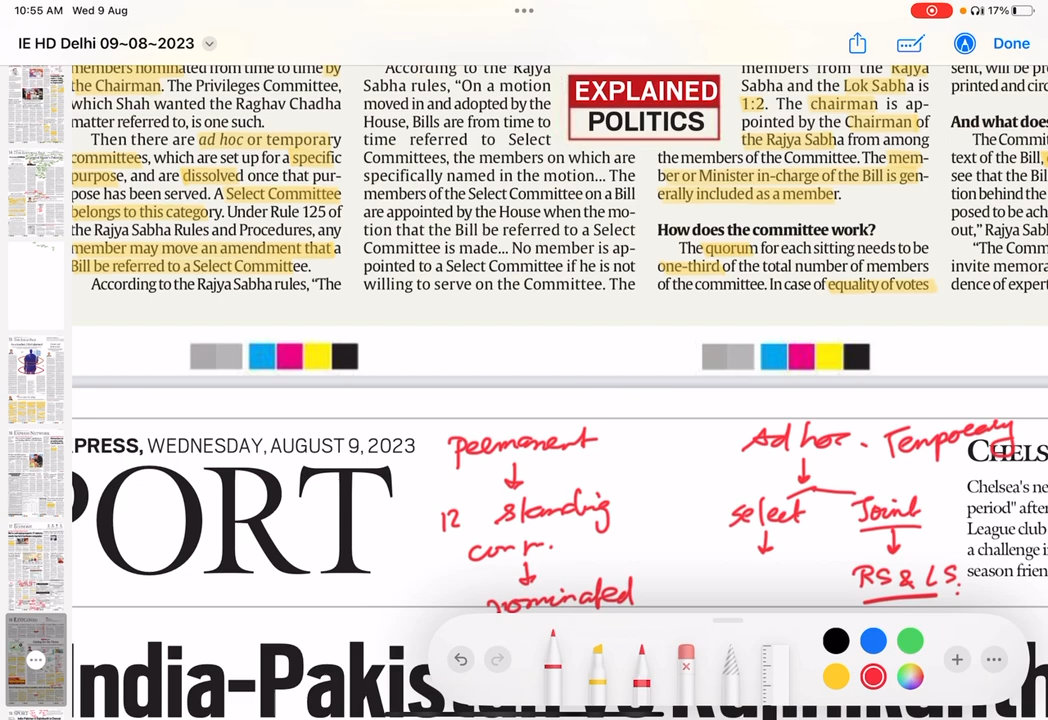 10:55 AM Wed 9 Aug
17%
IE HD Delhi 09~08~2023
Done
members nominated from time to time by
the Chairman. The Privileges Committee,
which Shah wanted the Raghav Chadha
matter referred to, is one such.
Then there are ad hoc or temporary
committees, which are set up for a specific
purpose, and are dissolved once that pur-
pose has been served. A Select Committee
belongs to this category. Under Rule 125 of
the Rajya Sabha Rules and Procedures, any
member may move an amendment that a
Bill be referred to a Select Committee.
According to the Rajya Sabha rules, “The
According to the Rajya
Sabha rules, “On a motion
moved in and adopted by the
House, Bills are from time to
time referred to Select
Committees, the members on which are
specifically named in the motion... The
members of the Select Committee on a Bill
are appointed by the House when the mo-
tion that the Bill be referred to a Select
Committee is made... No member is ap-
pointed to a Select Committee if he is not
willing to serve on the Committee. The
EXPLAINED
POLITICS
members from the Rajya
Sabha and the Lok Sabha is
1:2. The chairman is ap-
pointed by the Chairman of
the Rajya Sabha from among
the members of the Committee. The mem-
ber or Minister in-charge of the Bill is gen-
erally included as a member.
How does the committee work?
The quorum for each sitting needs to be
one-third of the total number of members
of the committee. In case of equality of votes
sent, will be pr
printed and circ
And what does
The Commit
text of the Bill,
see that the Bill
tion behind the
posed to be ach
out,” Rajya Sabl
“The Comm
invite memora
dence of expert
PRESS, WEDNESDAY, AUGUST 9, 2023
PORT
Permanent
12 standing
com.
nominated
Ad hoc. Temporary
select Joint
RS & LS.
CHELS
Chelsea's ne
period" after
League club
a challenge i
season frien
India-Pakis